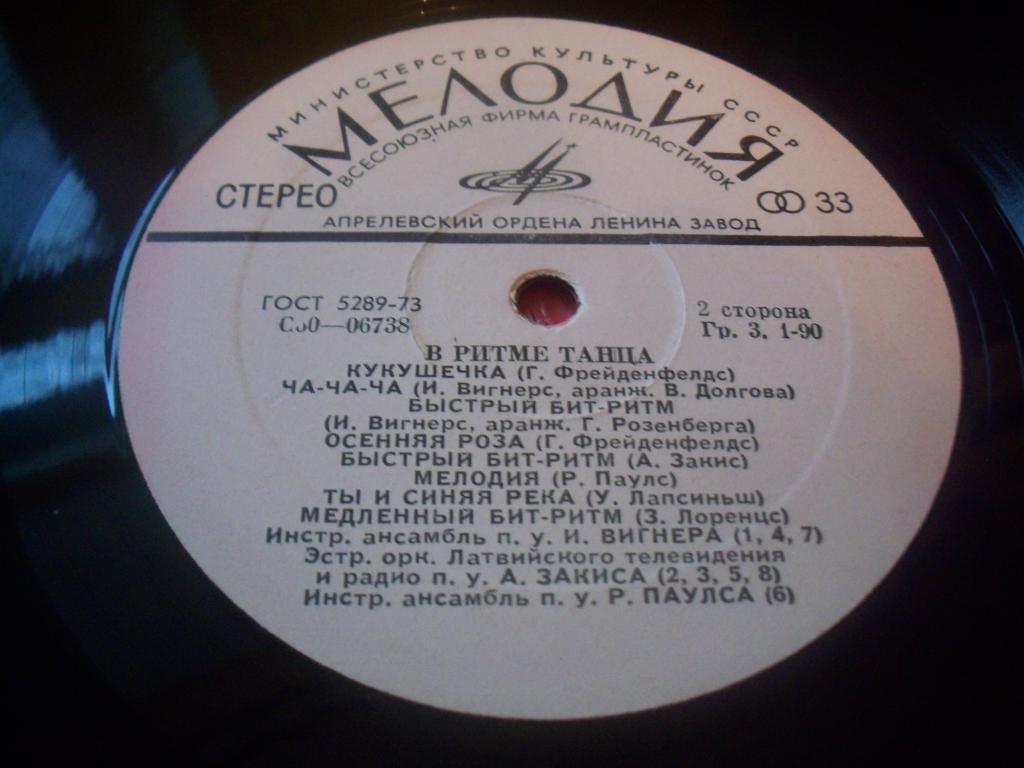 МИНИСТЕРСТВО КУЛЬТУРЫ СССР
МЕЛОДИЯ
ВСЕСОЮЗНАЯ ФИРМА ГРАМПЛАСТИНОК
СТЕРЕО
33
АПРЕЛЕВСКИЙ ОРДЕНА ЛЕНИНА ЗАВОД
ГОСТ 5289-73
2 сторона
С60—06738
Гр. 3. 1-90
В РИТМЕ ТАНЦА
КУКУШЕЧКА (Г. Фрейденфелдс)
ЧА-ЧА-ЧА (И. Вигнерс, аранж. В. Долгова)
БЫСТРЫЙ БИТ-РИТМ
(И. Вигнерс, аранж. Г. Розенберга)
ОСЕННЯЯ РОЗА (Г. Фрейденфелдс)
БЫСТРЫЙ БИТ-РИТМ (А. Закис)
МЕЛОДИЯ (Р. Паулс)
ТЫ И СИНЯЯ РЕКА (У. Лапсиньш)
МЕДЛЕННЫЙ БИТ-РИТМ (З. Лоренцс)
Инстр. ансамбль п. у. И. ВИГНЕРА (1, 4, 7)
Эстр. орк. Латвийского телевидения
и радио п. у. А. ЗАКИСА (2, 3, 5, 8)
Инстр. ансамбль п. у. Р. ПАУЛСА (6)